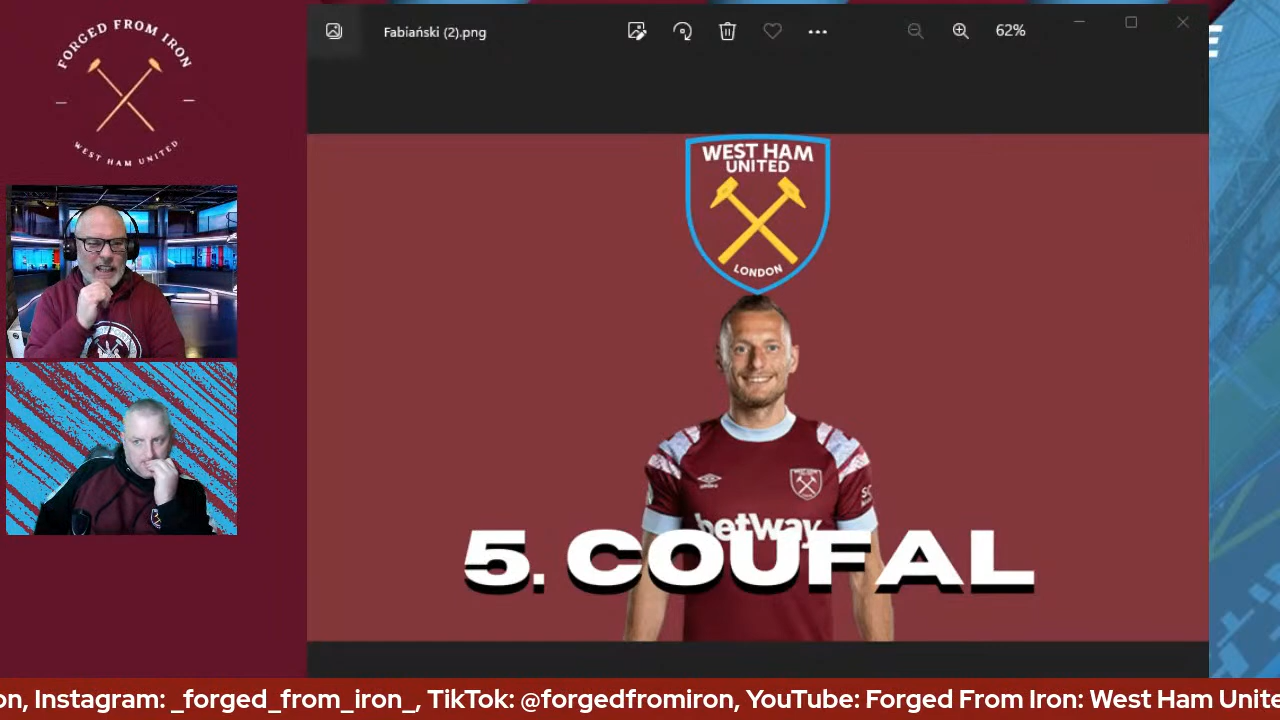 FORGED FROM IRON
WEST HAM UNITED
Fabiański (2).png
62%
E
WEST HAM
UNITED
LONDON
betway
5. COUFAL
on, Instagram: _forged_from_iron_, TikTok: @forgedfromiron, YouTube: Forged From Iron: West Ham Unite